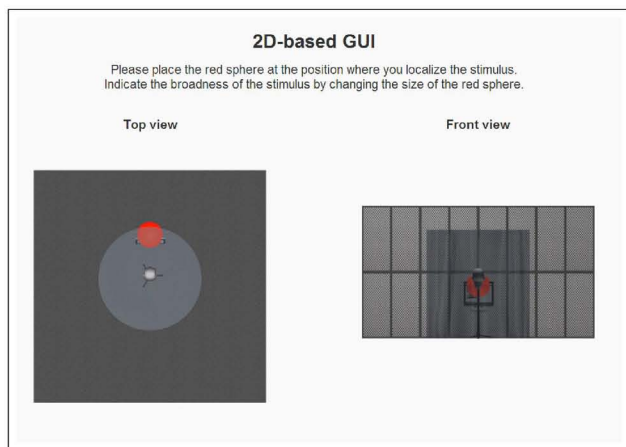 2D-based GUI
Please place the red sphere at the position where you localize the stimulus.
Indicate the broadness of the stimulus by changing the size of the red sphere.
Top view
Front view